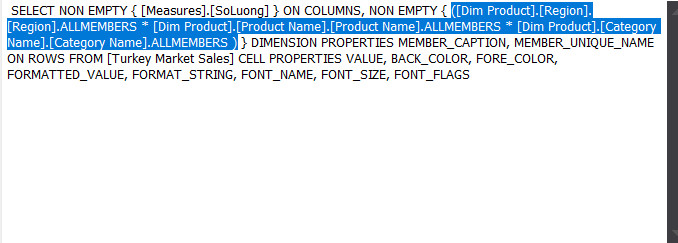 SELECT NON EMPTY { [Measures].[SoLuong] } ON COLUMNS, NON EMPTY { ([Dim Product].[Region].
[Region].ALLMEMBERS * [Dim Product].[Product Name].[Product Name].ALLMEMBERS * [Dim Product].[Category
Name].[Category Name].ALLMEMBERS ) } DIMENSION PROPERTIES MEMBER_CAPTION, MEMBER_UNIQUE_NAME
ON ROWS FROM [Turkey Market Sales] CELL PROPERTIES VALUE, BACK_COLOR, FORE_COLOR,
FORMATTED_VALUE, FORMAT_STRING, FONT_NAME, FONT_SIZE, FONT_FLAGS